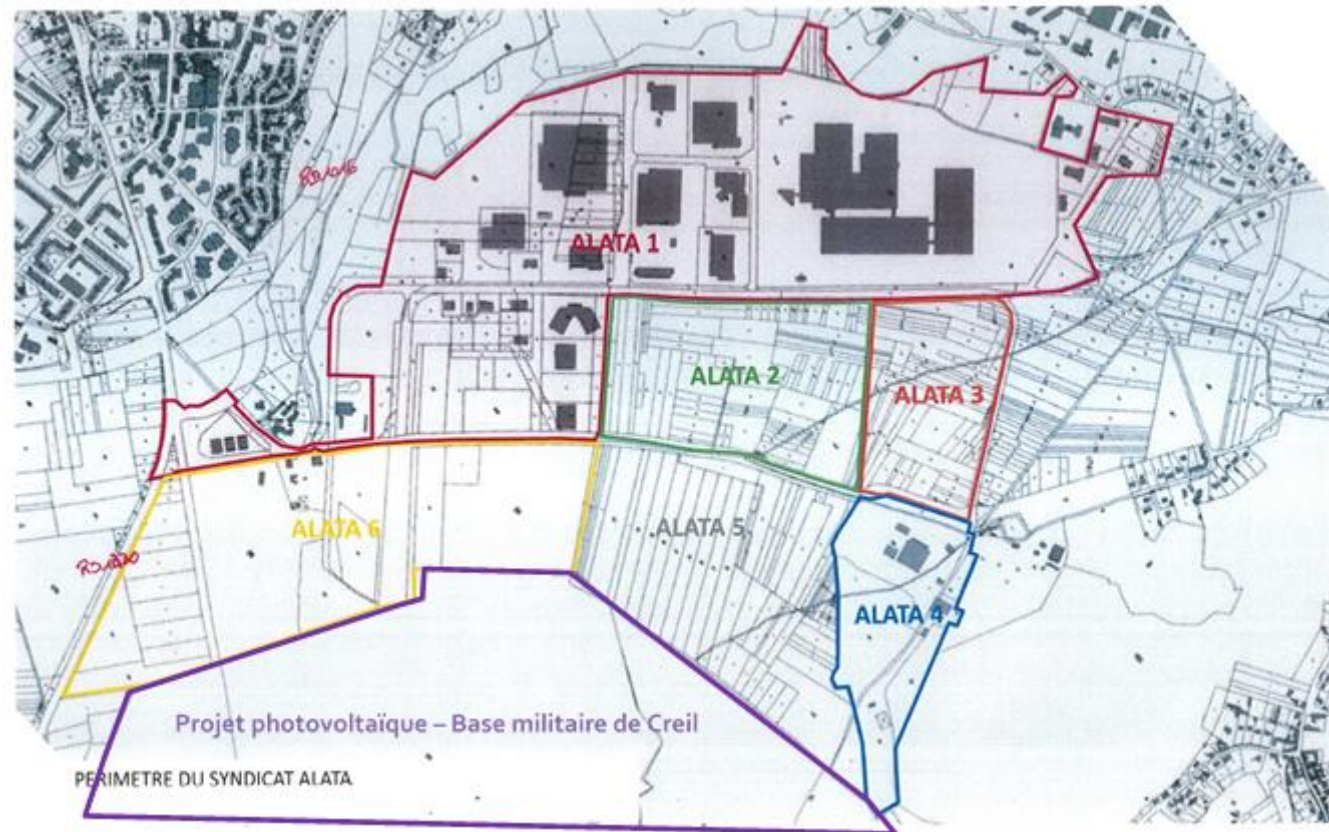 RD1016
ALATA 1
ALATA 2
ALATA 3
ALATA 6
ALATA 5
ALATA 4
Projet photovoltaïque – Base militaire de Creil
PERIMETRE DU SYNDICAT ALATA